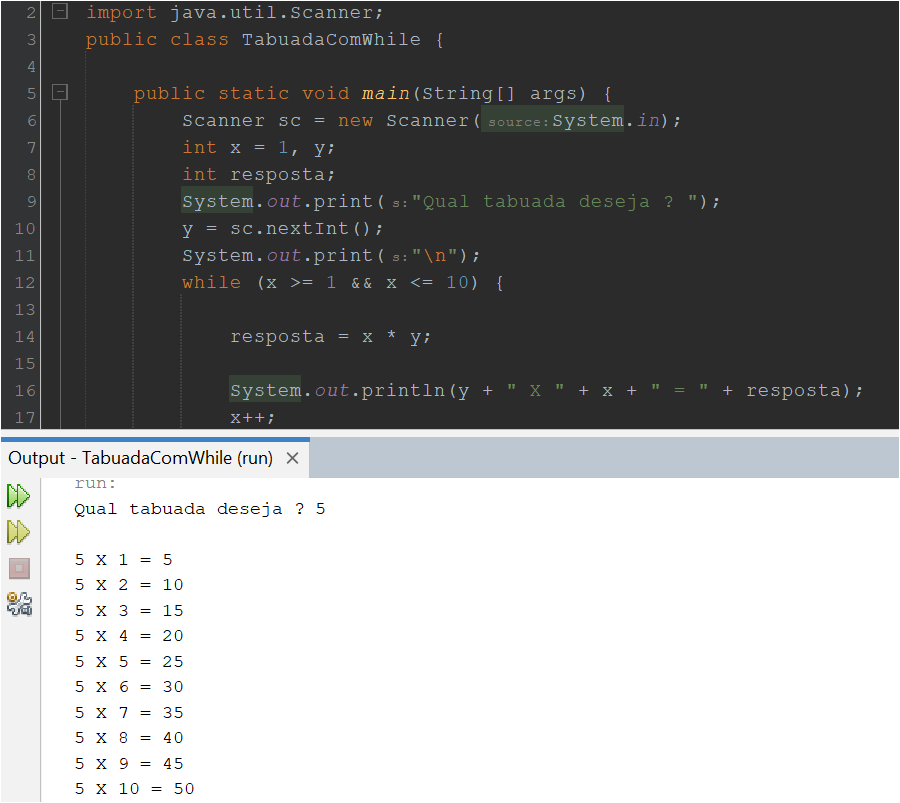 2 import java.util.Scanner;
3 public class TabuadaComWhile {
4
5 public static void main(String[] args) {
6 Scanner sc = new Scanner( source:System.in);
7 int x = 1, y;
8 int resposta;
9 System.out.print( s:"Qual tabuada deseja ? ");
10 y = sc.nextInt();
11 System.out.print( s:"\n");
12 while (x >= 1 && x <= 10) {
13
14 resposta = x * y;
15
16 System.out.println(y + " X " + x + " = " + resposta);
17 x++;
Output - TabuadaComWhile (run)
run:
Qual tabuada deseja ? 5
5 X 1 = 5
5 X 2 = 10
5 X 3 = 15
5 X 4 = 20
5 X 5 = 25
5 X 6 = 30
5 X 7 = 35
5 X 8 = 40
5 X 9 = 45
5 X 10 = 50